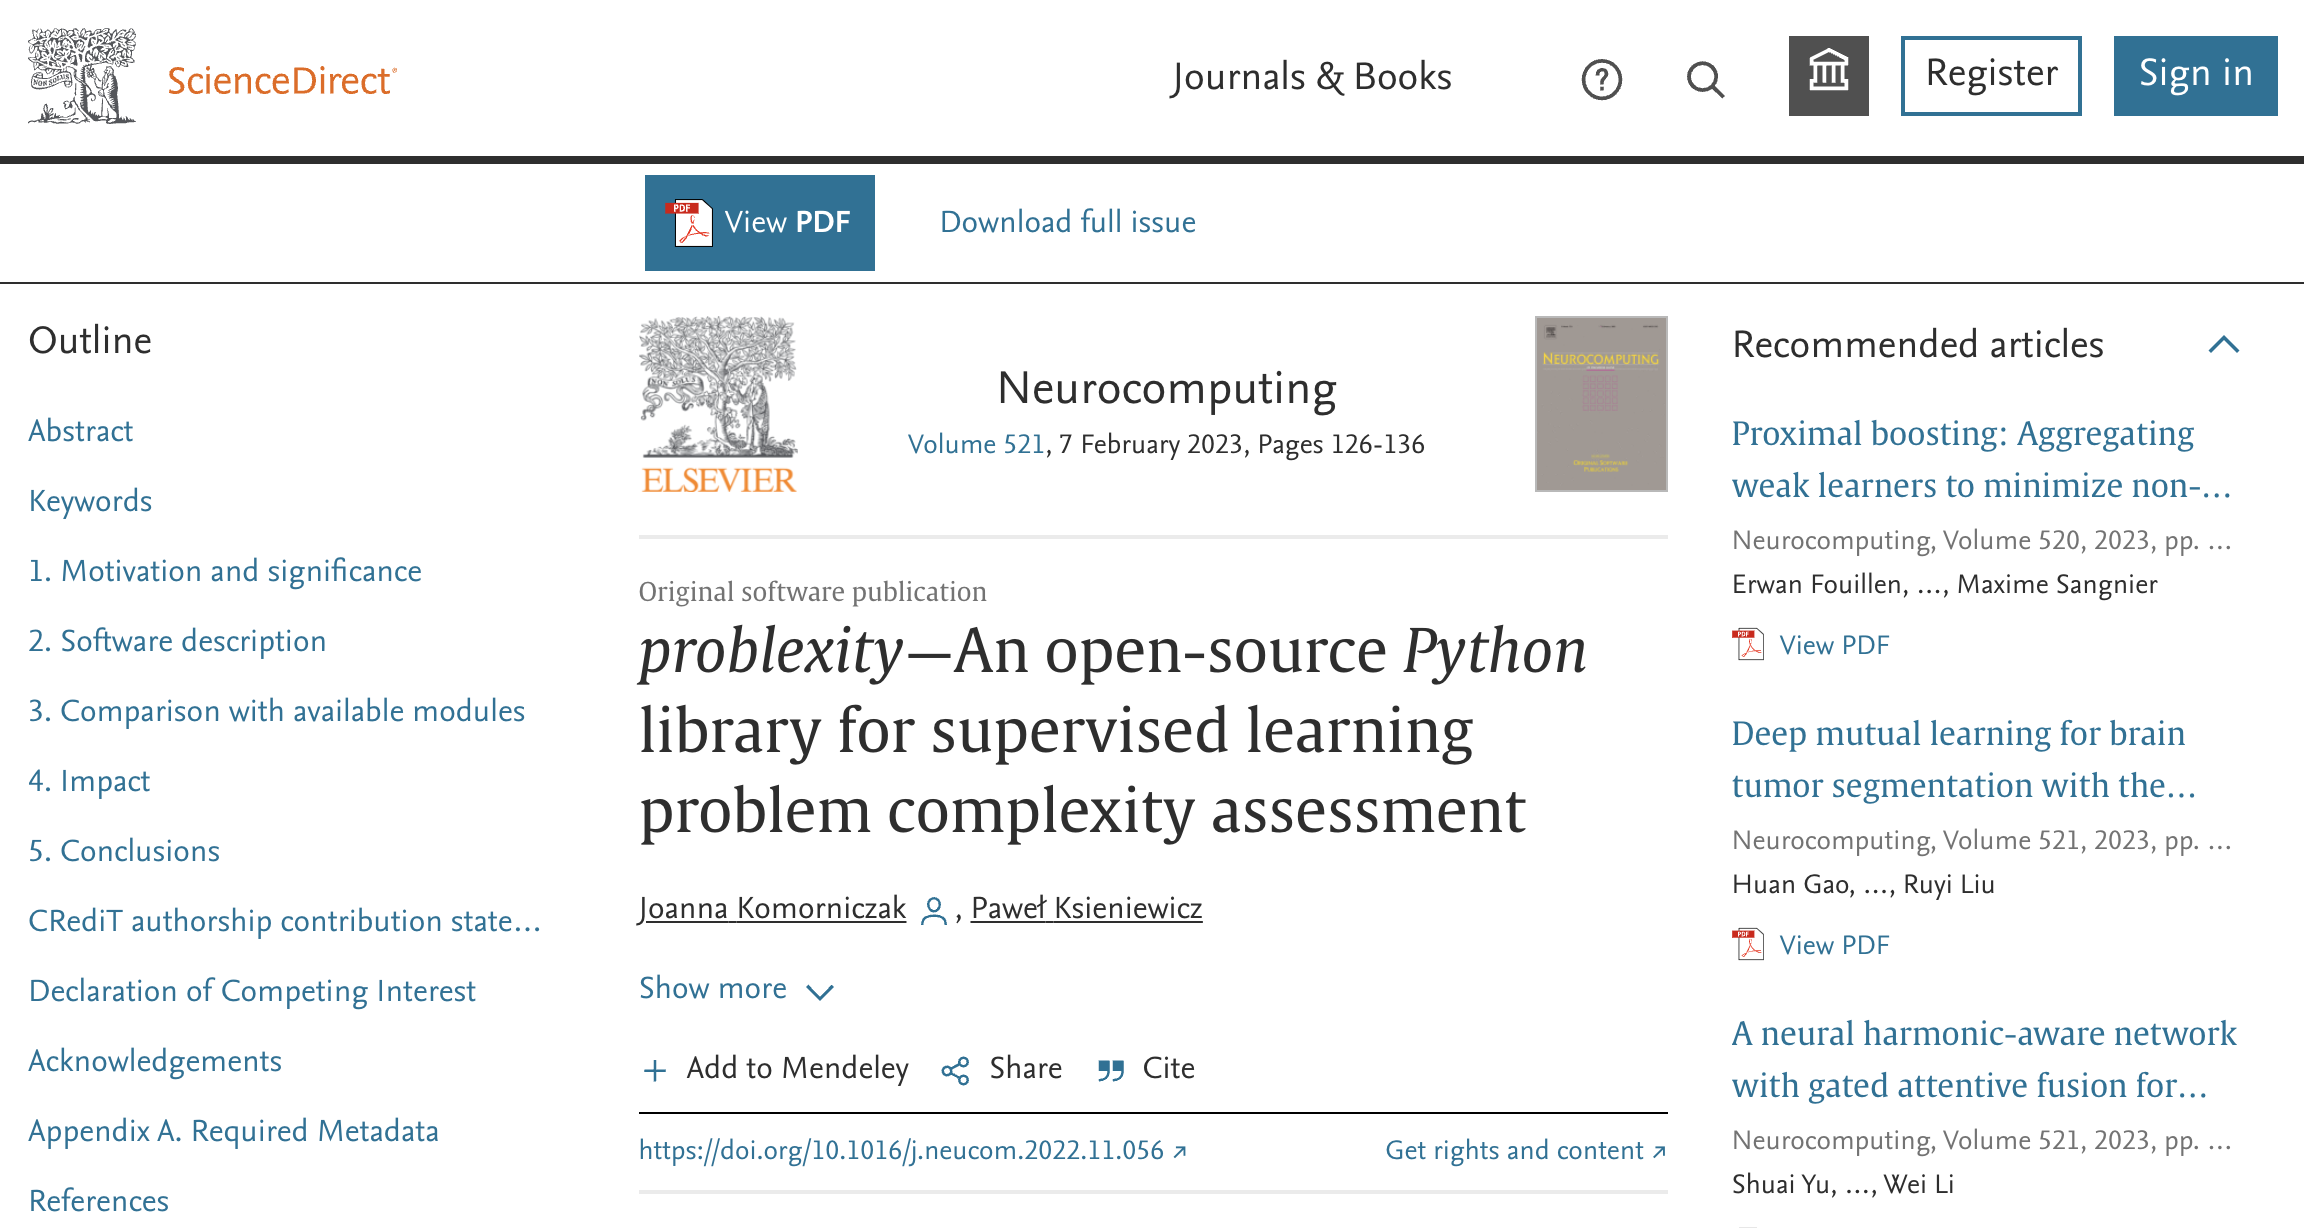 ScienceDirect
Journals & Books
Register
Sign in
View PDF
Download full issue
Outline
Abstract
Keywords
1. Motivation and significance
2. Software description
3. Comparison with available modules
4. Impact
5. Conclusions
CRediT authorship contribution state...
Declaration of Competing Interest
Acknowledgements
Appendix A. Required Metadata
References
ELSEVIER
Neurocomputing
Volume 521, 7 February 2023, Pages 126-136
NEUROCOMPUTING
Original software publication
problexity—An open-source Python
library for supervised learning
problem complexity assessment
Joanna Komorniczak, Paweł Ksieniewicz
Show more
Add to Mendeley
Share
Cite
https://doi.org/10.1016/j.neucom.2022.11.056
Get rights and content
Recommended articles
Proximal boosting: Aggregating
weak learners to minimize non-...
Neurocomputing, Volume 520, 2023, pp. ...
Erwan Fouillen, ..., Maxime Sangnier
View PDF
Deep mutual learning for brain
tumor segmentation with the...
Neurocomputing, Volume 521, 2023, pp. ...
Huan Gao, ..., Ruyi Liu
View PDF
A neural harmonic-aware network
with gated attentive fusion for...
Neurocomputing, Volume 521, 2023, pp. ...
Shuai Yu, ..., Wei Li